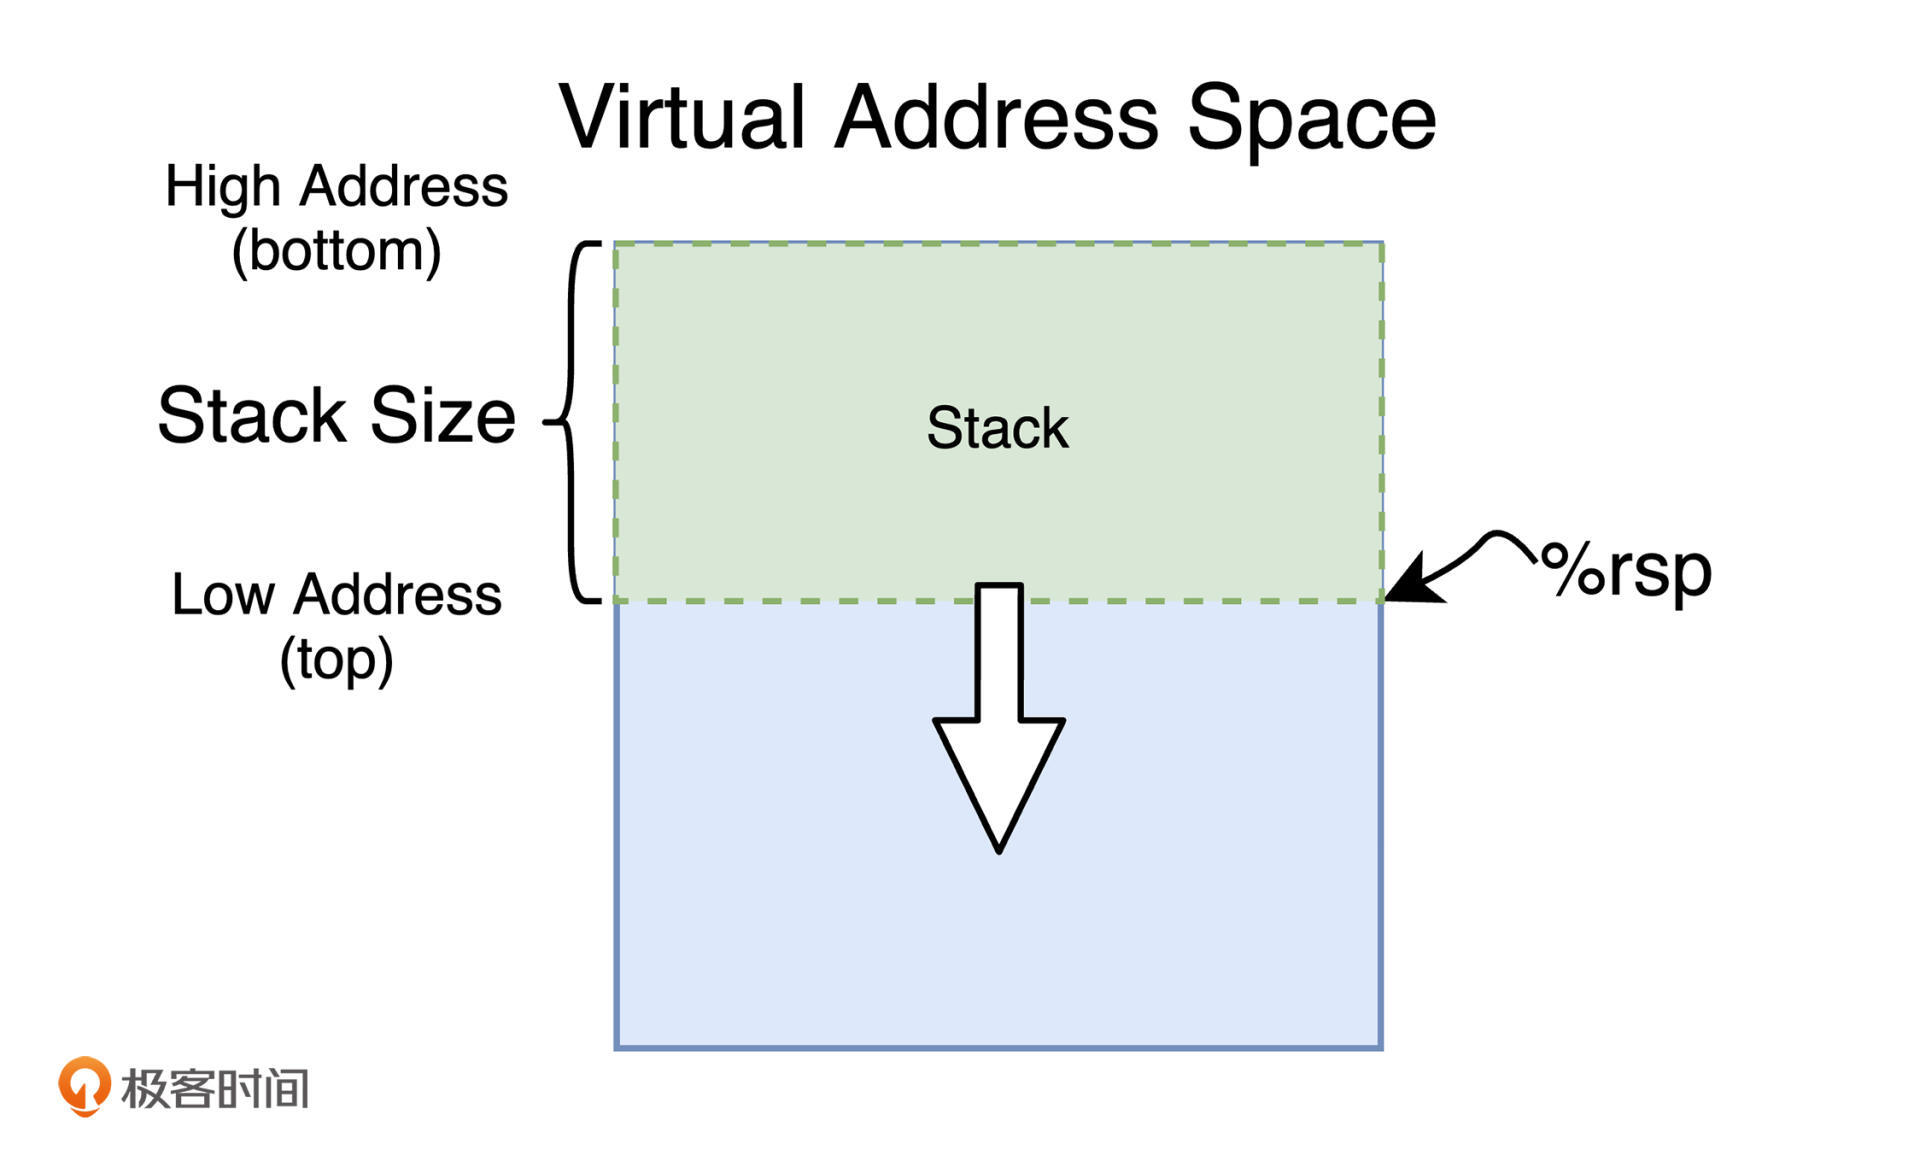 Virtual Address Space
High Address
(bottom)
Stack Size
Stack
Low Address
(top)
%rsp
极客时间